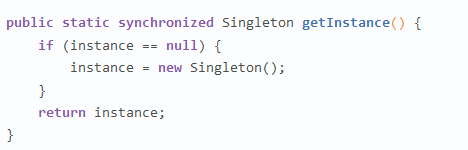 public static synchronized Singleton getInstance() {
    if (instance == null) {
        instance = new Singleton();
    }
    return instance;
}